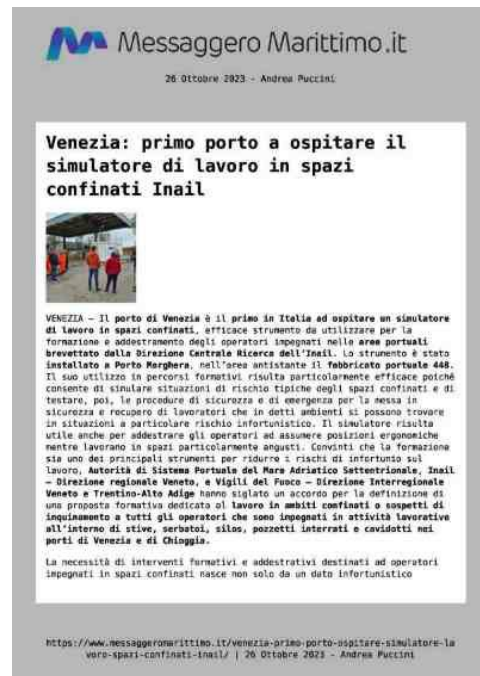 Messaggero Marittimo.it
26 Ottobre 2023 - Andrea Puccini
Venezia: primo porto a ospitare il
simulatore di lavoro in spazi
confinati Inail
VENEZIA – Il porto di Venezia è il primo in Italia ad ospitare un simulatore
di lavoro in spazi confinati, efficace strumento da utilizzare per la
formazione e addestramento degli operatori impegnati nelle aree portuali
brevettato dalla Direzione Centrale Ricerca dell'Inail. Lo strumento è stato
installato a Porto Marghera, nell'area antistante il fabbricato portuale 448.
Il suo utilizzo in percorsi formativi risulta particolarmente efficace poiché
consente di simulare situazioni di rischio tipiche degli spazi confinati e di
testare, poi, le procedure di sicurezza e di emergenza per la messa in
sicurezza e recupero di lavoratori che in detti ambienti si possono trovare
in situazioni a particolare rischio infortunistico. Il simulatore risulta
utile anche per addestrare gli operatori ad assumere posizioni ergonomiche
mentre lavorano in spazi particolarmente angusti. Convinti che la formazione
sia uno dei principali strumenti per ridurre i rischi di infortunio sul
lavoro, Autorità di Sistema Portuale del Mare Adriatico Settentrionale, Inail
– Direzione regionale Veneto, e Vigili del Fuoco – Direzione Interregionale
Veneto e Trentino-Alto Adige hanno siglato un accordo per la definizione di
una proposta formativa dedicata al lavoro in ambiti confinati o sospetti di
inquinamento a tutti gli operatori che sono impegnati in attività lavorative
all'interno di stive, serbatoi, silos, pozzetti interrati e cavidotti nei
porti di Venezia e di Chioggia.
La necessità di interventi formativi e addestrativi destinati ad operatori
impegnati in spazi confinati nasce non solo da un dato infortunistico
https://www.messaggeromarittimo.it/venezia-primo-porto-ospitare-simulatore-la
voro-spazi-confinati-inail/ | 26 Ottobre 2023 - Andrea Puccini